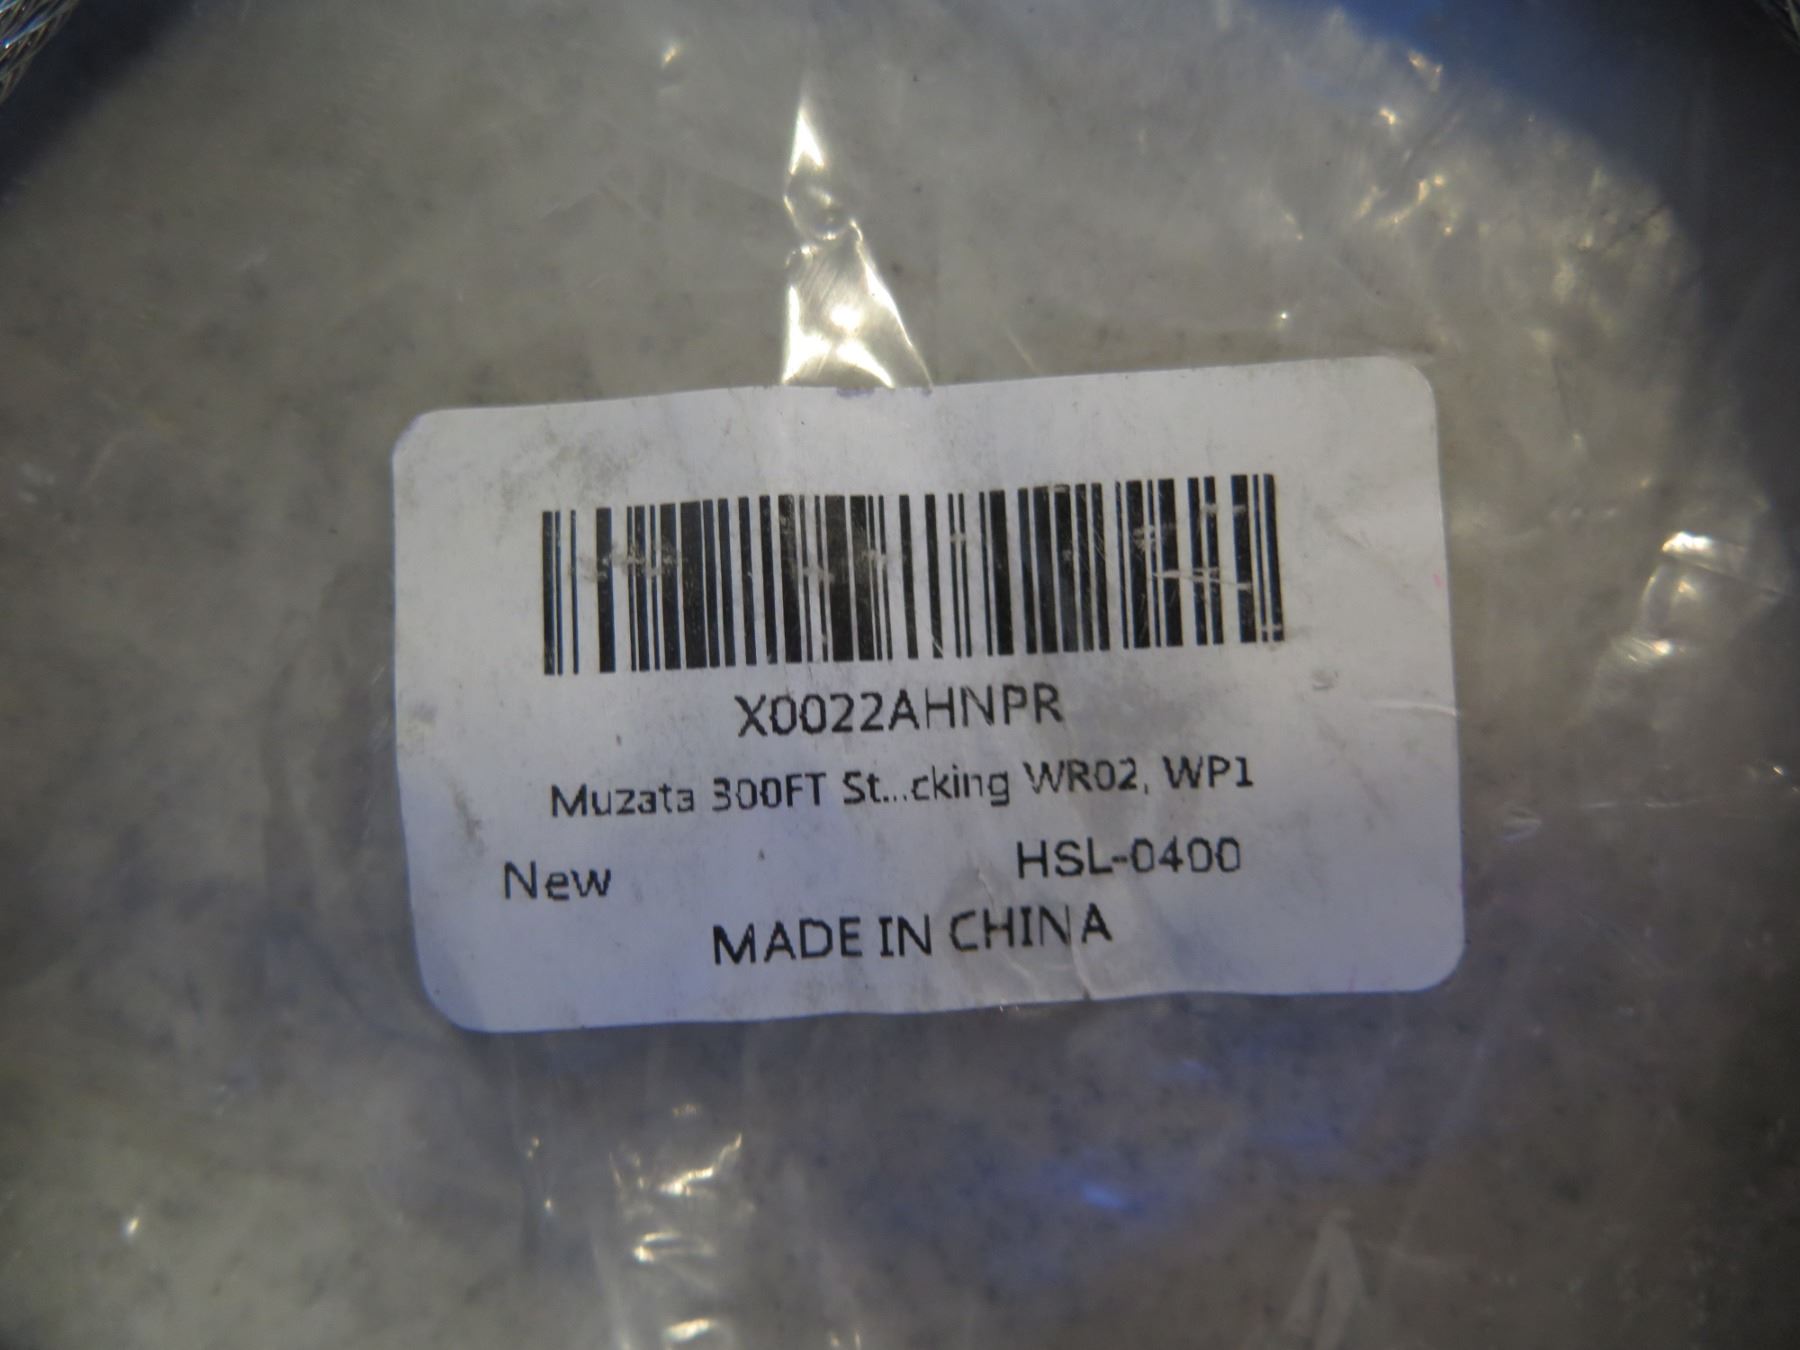 X0022AHNPR
Muzata 300FT St...cking WR02, WP1
New HSL-0400
MADE IN CHINA